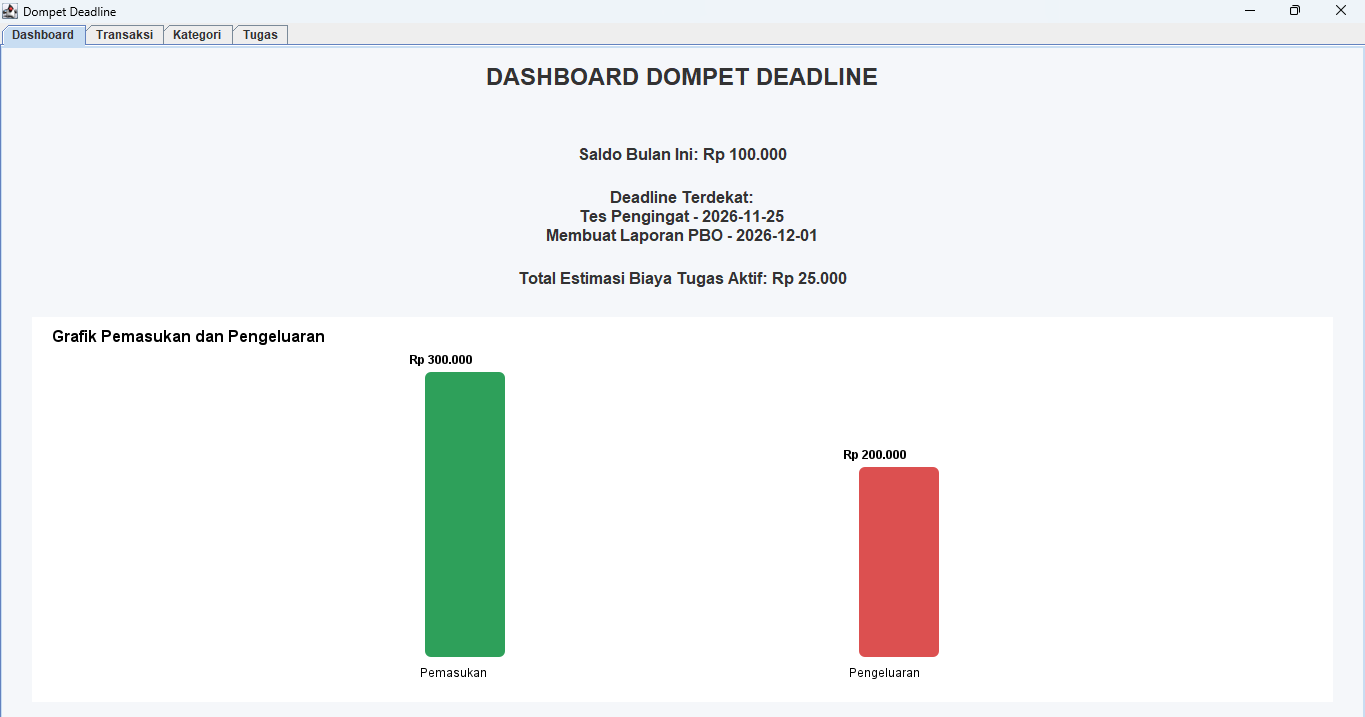 Dompet Deadline
Dashboard Transaksi Kategori Tugas
DASHBOARD DOMPET DEADLINE
Saldo Bulan Ini: Rp 100.000
Deadline Terdekat:
Tes Pengingat - 2026-11-25
Membuat Laporan PBO - 2026-12-01
Total Estimasi Biaya Tugas Aktif: Rp 25.000
Grafik Pemasukan dan Pengeluaran
Rp 300.000
Rp 200.000
Pemasukan Pengeluaran